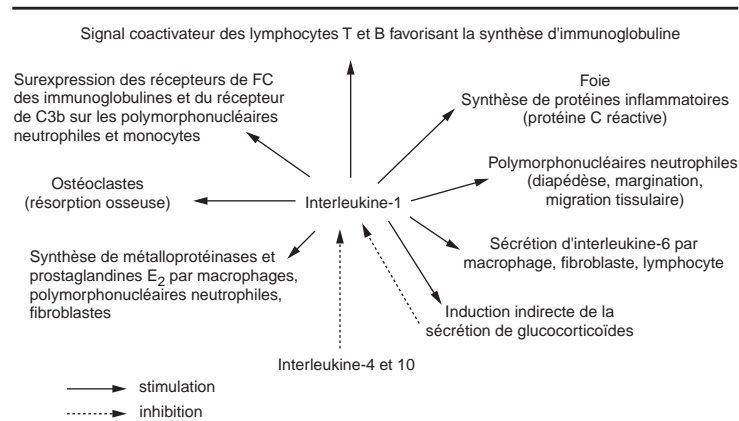 Signal coactivateur des lymphocytes T et B favorisant la synthèse d'immunoglobuline
Surexpression des récepteurs de FC
des immunoglobulines et du récepteur
de C3b sur les polymorphonucléaires
neutrophiles et monocytes
Foie
Synthèse de protéines inflammatoires
(protéine C réactive)
Polymorphonucléaires neutrophiles
(diapédèse, margination,
migration tissulaire)
Ostéoclastes
(résorption osseuse)
Interleukine-1
Sécrétion d'interleukine-6 par
macrophage, fibroblaste, lymphocyte
Synthèse de métalloprotéinases et
prostaglandines E2 par macrophages,
polymorphonucléaires neutrophiles,
fibroblastes
Induction indirecte de la
sécrétion de glucocorticoïdes
Interleukine-4 et 10
stimulation
inhibition